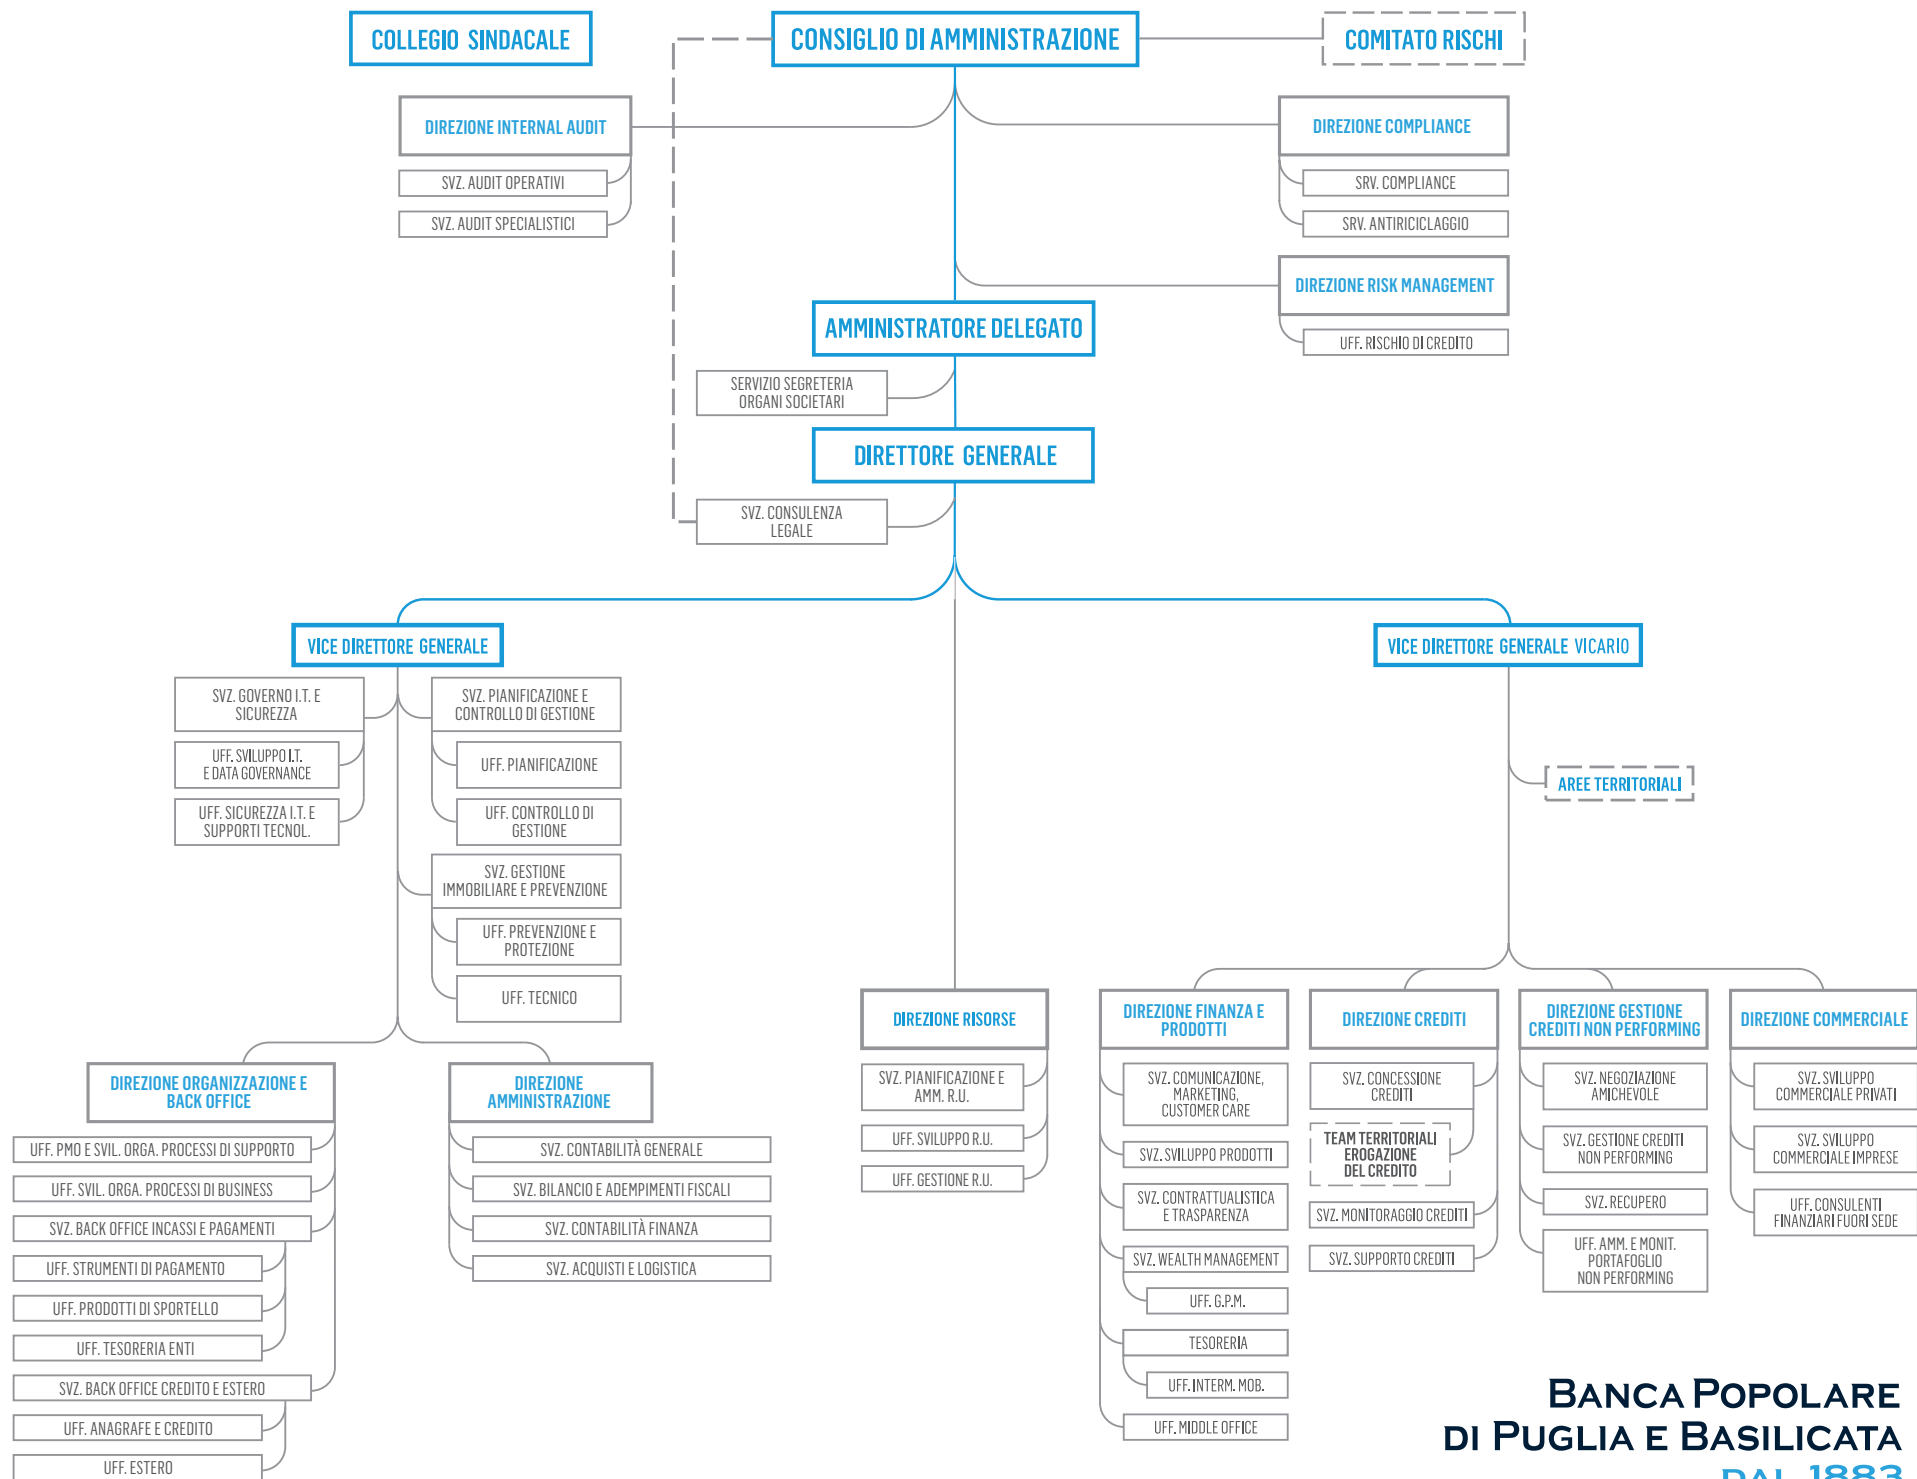 COLLEGIO SINDACALE
CONSIGLIO DI AMMINISTRAZIONE
COMITATO RISCHI
DIREZIONE INTERNAL AUDIT
SVZ. AUDIT OPERATIVI
SVZ. AUDIT SPECIALISTICI
DIREZIONE COMPLIANCE
SRV. COMPLIANCE
SRV. ANTIRICICLAGGIO
DIREZIONE RISK MANAGEMENT
UFF. RISCHIO DI CREDITO
AMMINISTRATORE DELEGATO
SERVIZIO SEGRETERIA
ORGANI SOCIETARI
DIRETTORE GENERALE
SVZ. CONSULENZA
LEGALE
VICE DIRETTORE GENERALE
VICE DIRETTORE GENERALE VICARIO
SVZ. GOVERNO I.T. E
SICUREZZA
UFF. SVILUPPO I.T.
E DATA GOVERNANCE
UFF. SICUREZZA I.T. E
SUPPORTI TECNOL.
SVZ. PIANIFICAZIONE E
CONTROLLO DI GESTIONE
UFF. PIANIFICAZIONE
UFF. CONTROLLO DI
GESTIONE
SVZ. GESTIONE
IMMOBILIARE E PREVENZIONE
UFF. PREVENZIONE E
PROTEZIONE
UFF. TECNICO
AREE TERRITORIALI
DIREZIONE ORGANIZZAZIONE E
BACK OFFICE
UFF. PMO E SVIL. ORGA. PROCESSI DI SUPPORTO
UFF. SVIL. ORGA. PROCESSI DI BUSINESS
SVZ. BACK OFFICE INCASSI E PAGAMENTI
UFF. STRUMENTI DI PAGAMENTO
UFF. PRODOTTI DI SPORTELLO
UFF. TESORERIA ENTI
SVZ. BACK OFFICE CREDITO E ESTERO
UFF. ANAGRAFE E CREDITO
UFF. ESTERO
DIREZIONE
AMMINISTRAZIONE
SVZ. CONTABILITÀ GENERALE
SVZ. BILANCIO E ADEMPIMENTI FISCALI
SVZ. CONTABILITÀ FINANZA
SVZ. ACQUISTI E LOGISTICA
DIREZIONE RISORSE
SVZ. PIANIFICAZIONE E
AMM. R.U.
UFF. SVILUPPO R.U.
UFF. GESTIONE R.U.
DIREZIONE FINANZA E
PRODOTTI
SVZ. COMUNICAZIONE,
MARKETING,
CUSTOMER CARE
SVZ. SVILUPPO PRODOTTI
SVZ. CONTRATTUALISTICA
E TRASPARENZA
SVZ. WEALTH MANAGEMENT
UFF. G.P.M.
TESORERIA
UFF. INTERM. MOB.
UFF. MIDDLE OFFICE
DIREZIONE CREDITI
SVZ. CONCESSIONE
CREDITI
TEAM TERRITORIALI
EROGAZIONE
DEL CREDITO
SVZ. MONITORAGGIO CREDITI
SVZ. SUPPORTO CREDITI
DIREZIONE GESTIONE
CREDITI NON PERFORMING
SVZ. NEGOZIAZIONE
AMICHEVOLE
SVZ. GESTIONE CREDITI
NON PERFORMING
SVZ. RECUPERO
UFF. AMM. E MONIT.
PORTAFOGLIO
NON PERFORMING
DIREZIONE COMMERCIALE
SVZ. SVILUPPO
COMMERCIALE PRIVATI
SVZ. SVILUPPO
COMMERCIALE IMPRESE
UFF. CONSULENTI
FINANZIARI FUORI SEDE
BANCA POPOLARE
DI PUGLIA E BASILICATA
DAL 1883